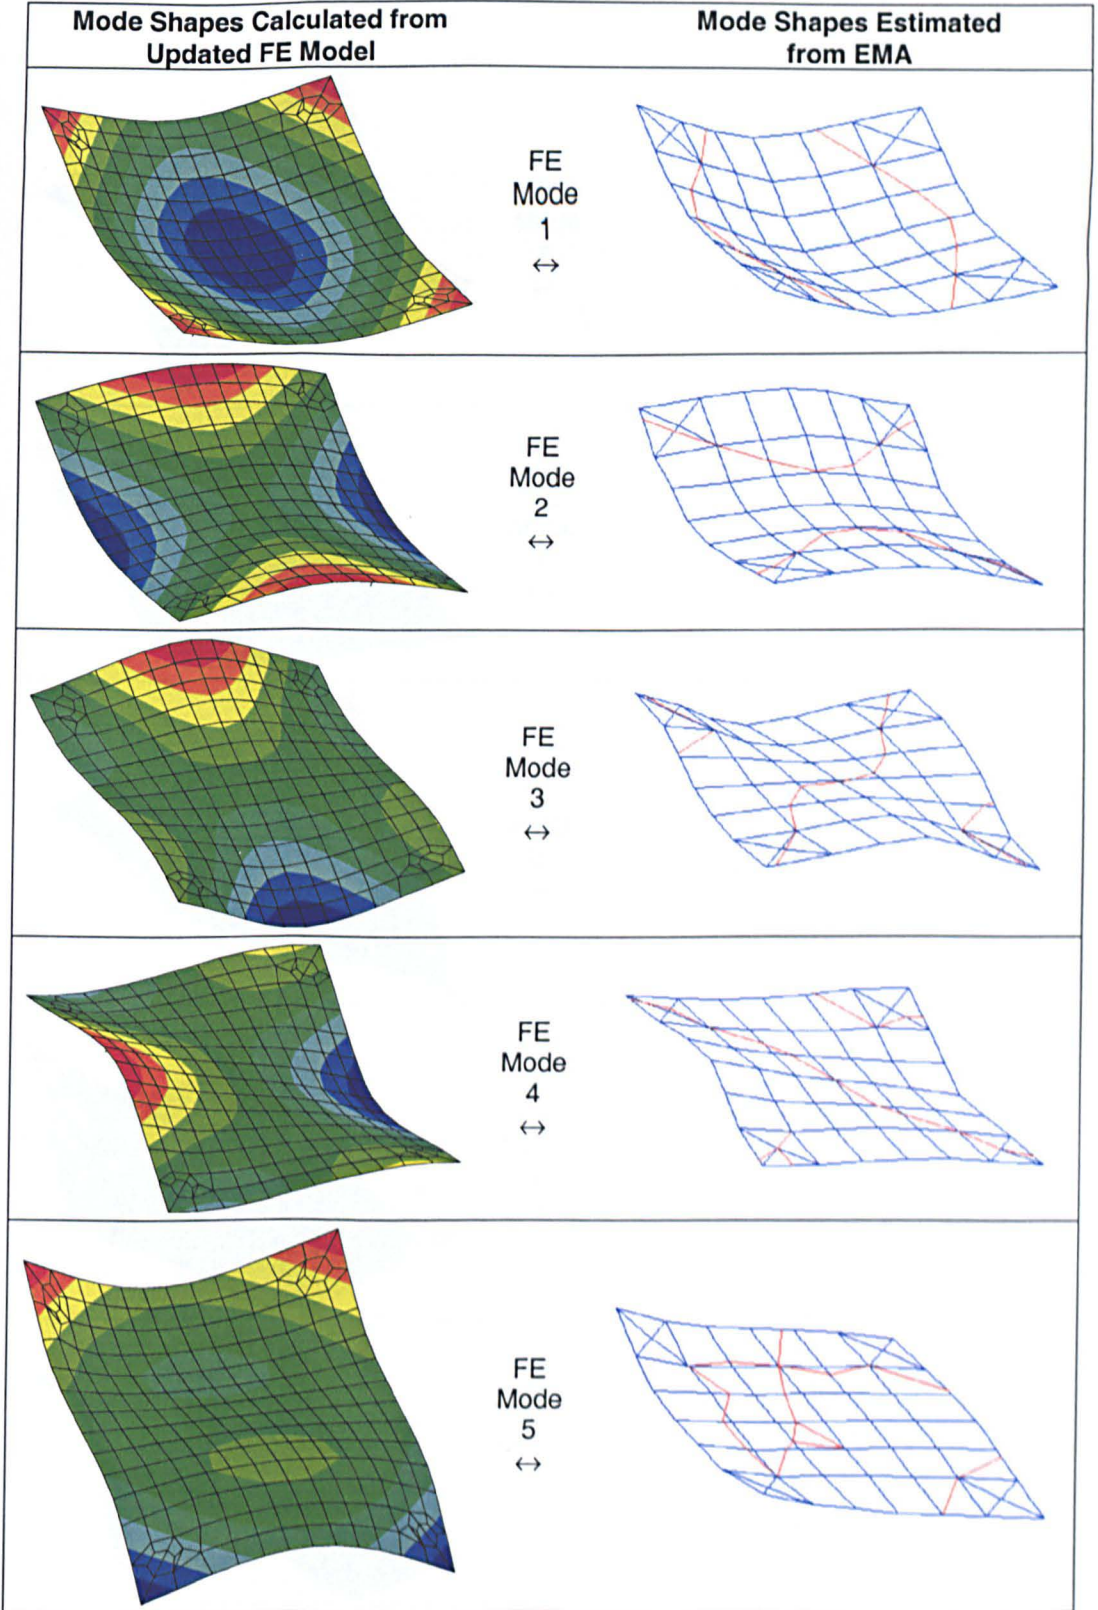 Mode Shapes Calculated from
Updated FE Model
Mode Shapes Estimated
from EMA
FE
Mode
1
↔
FE
Mode
2
↔
FE
Mode
3
↔
FE
Mode
4
↔
FE
Mode
5
↔